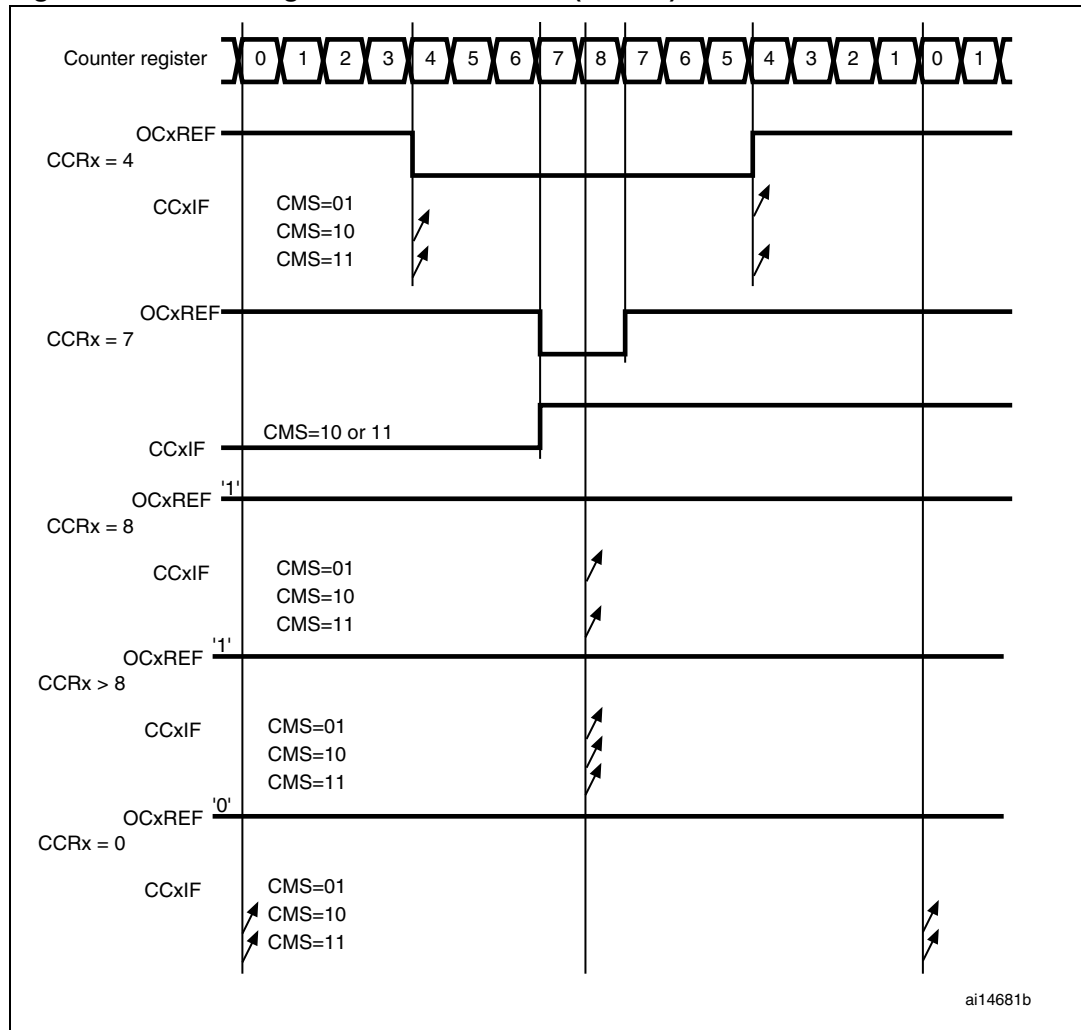 Counter register 0 1 2 3 4 5 6 7 8 7 6 5 4 3 2 1 0 1
OCxREF
CCRx = 4
CCxIF CMS=01
CMS=10
CMS=11
OCxREF
CCRx = 7
CMS=10 or 11
CCxIF
OCxREF '1'
CCRx = 8
CCxIF CMS=01
CMS=10
CMS=11
OCxREF '1'
CCRx > 8
CCxIF CMS=01
CMS=10
CMS=11
OCxREF '0'
CCRx = 0
CCxIF CMS=01
CMS=10
CMS=11
ai14681b